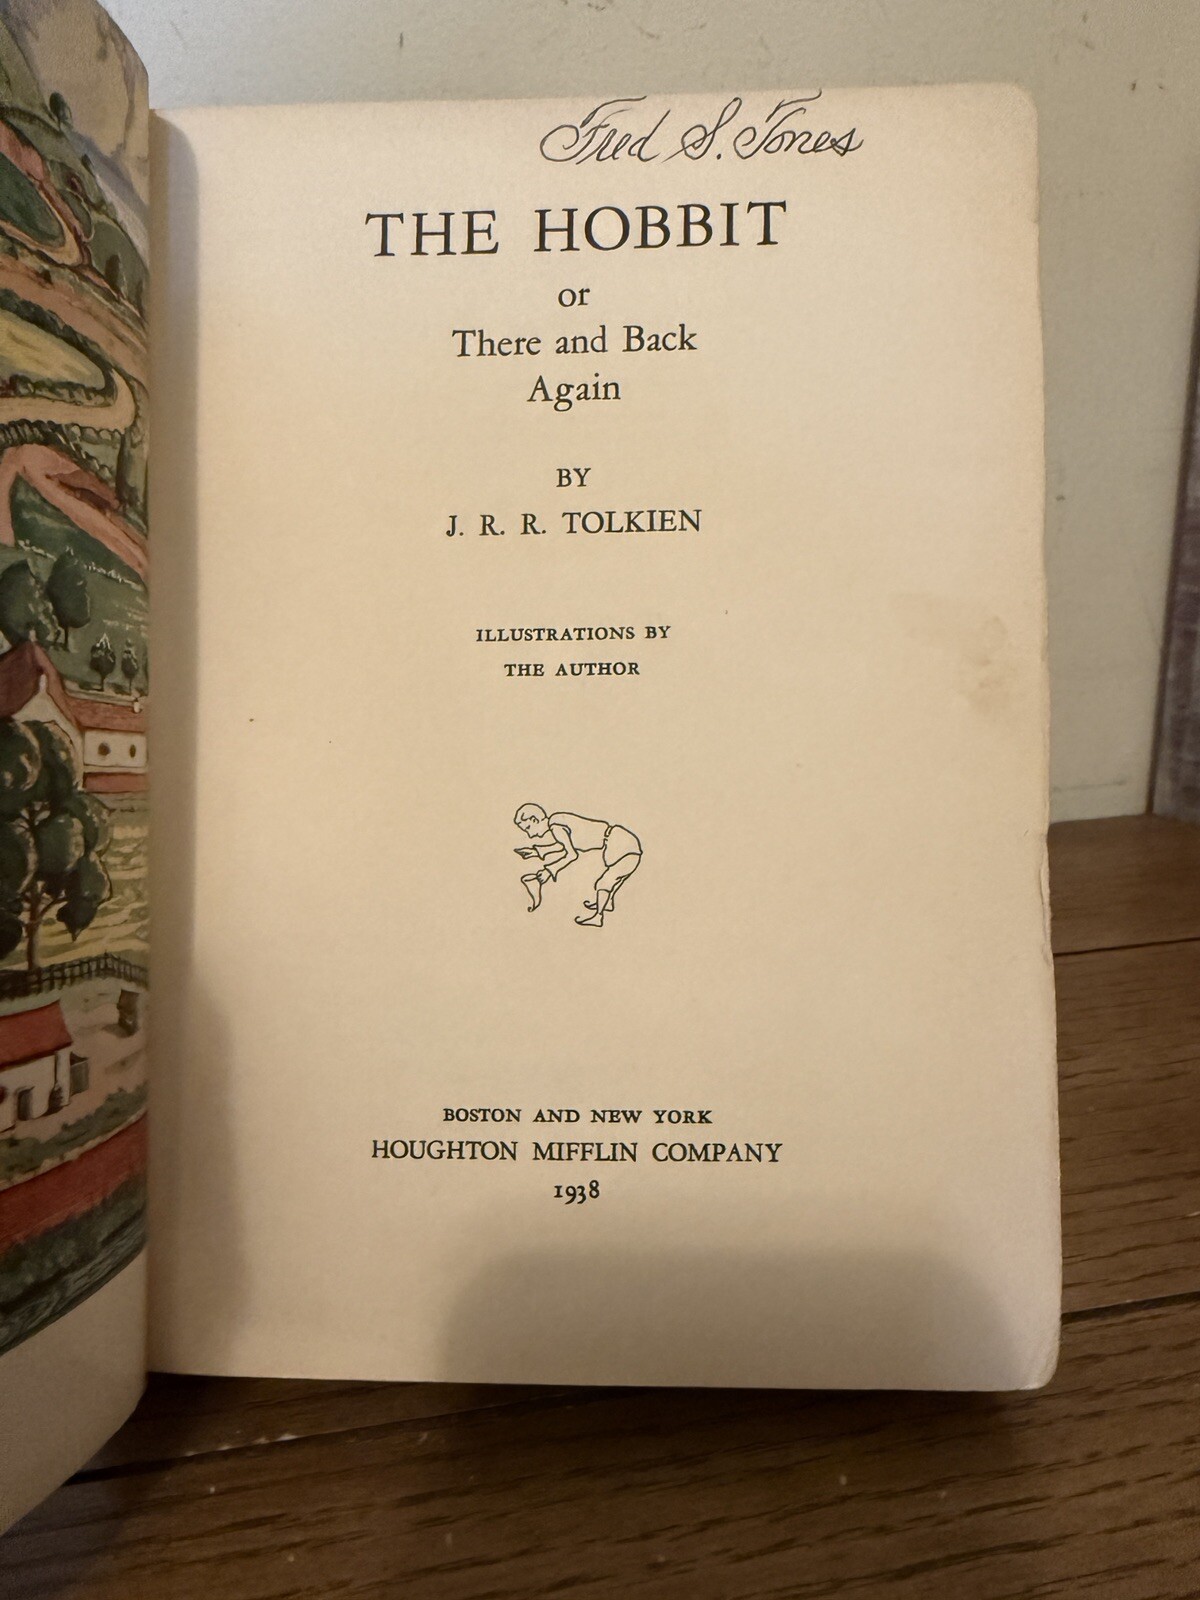 Fred S. Jones
THE HOBBIT
or
There and Back
Again
BY
J. R. R. TOLKIEN
ILLUSTRATIONS BY
THE AUTHOR
BOSTON AND NEW YORK
HOUGHTON MIFFLIN COMPANY
1938